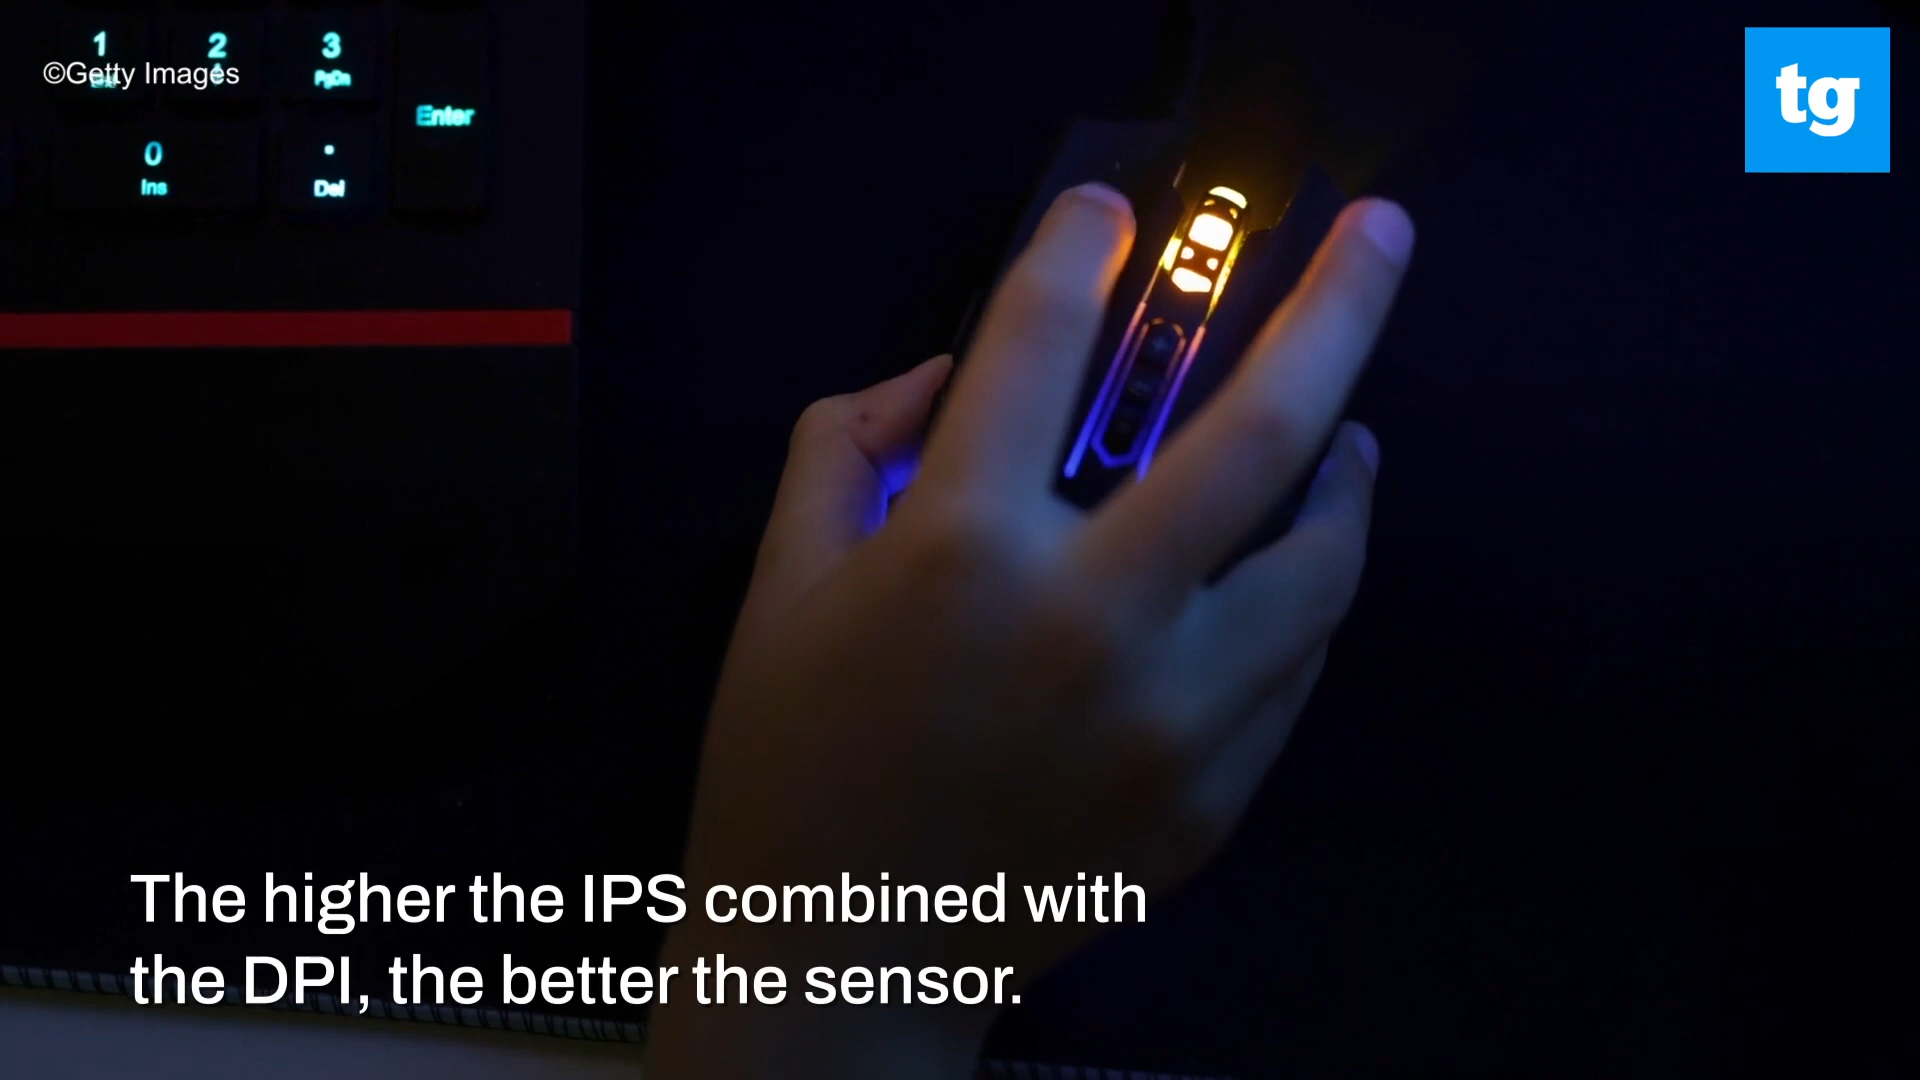 1
2
3
PgDn
©Getty Images
Enter
0
Ins
.
Del
tg
The higher the IPS combined with
the DPI, the better the sensor.